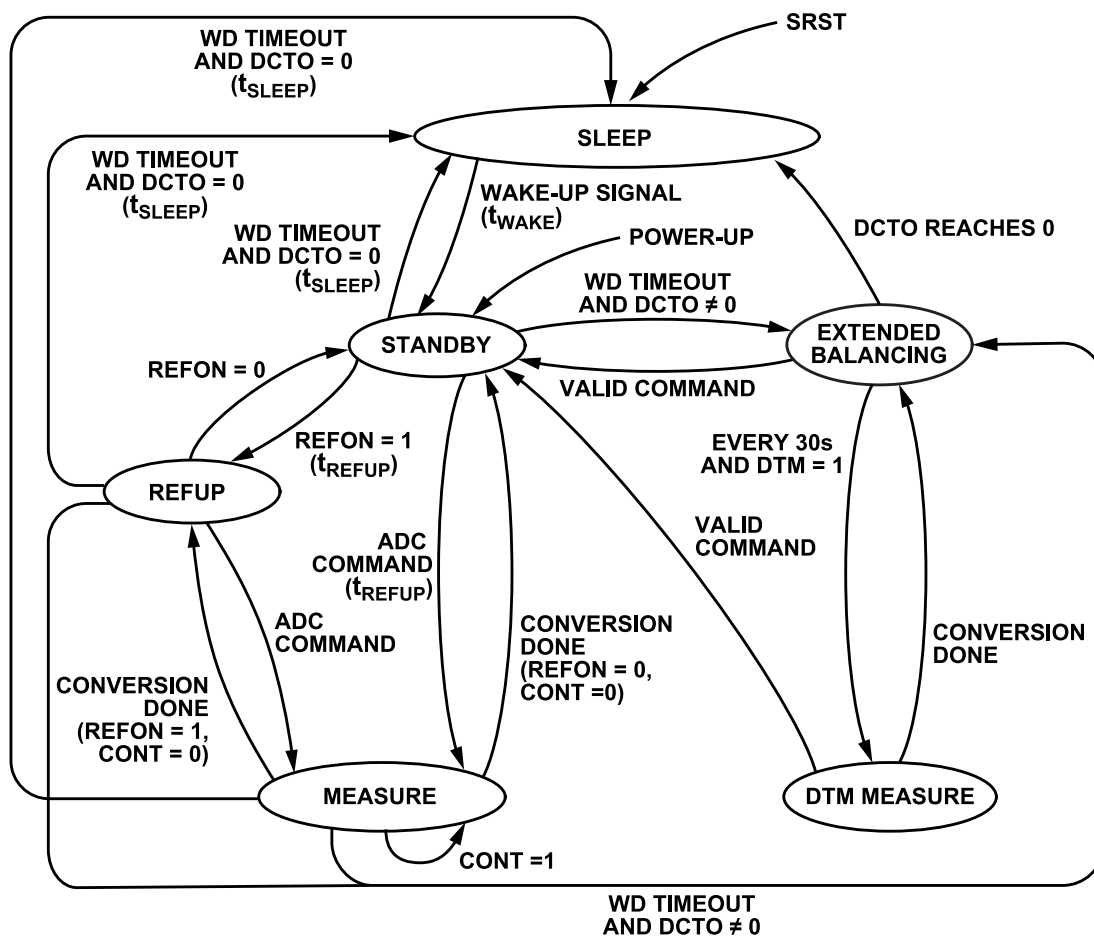 WD TIMEOUT
AND DCTO = 0
(tSLEEP)
SRST
SLEEP
WD TIMEOUT
AND DCTO = 0
(tSLEEP)
WAKE-UP SIGNAL
(tWAKE)
WD TIMEOUT
AND DCTO = 0
(tSLEEP)
POWER-UP
DCTO REACHES 0
WD TIMEOUT
AND DCTO ≠ 0
STANDBY
EXTENDED
BALANCING
REFON = 0
VALID COMMAND
REFON = 1
(tREFUP)
EVERY 30s
AND DTM = 1
REFUP
ADC
COMMAND
(tREFUP)
VALID
COMMAND
ADC
COMMAND
CONVERSION
DONE
(REFON = 0,
CONT =0)
CONVERSION
DONE
CONVERSION
DONE
(REFON = 1,
CONT = 0)
MEASURE
DTM MEASURE
CONT =1
WD TIMEOUT
AND DCTO ≠ 0